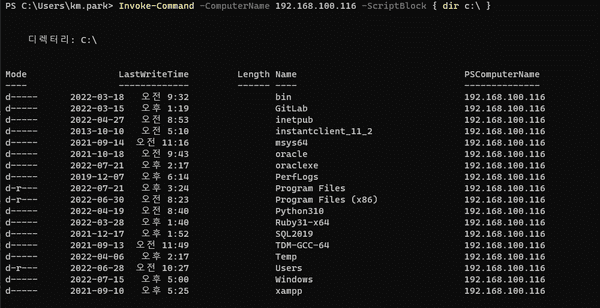 PS C:\Users\km.park> Invoke-Command -ComputerName 192.168.100.116 -ScriptBlock { dir c:\ }
디렉터리: C:\
Mode LastWriteTime Length Name PSComputerName
---- ------------- ------ ---- --------------
d----- 2022-03-18 오전 9:32 bin 192.168.100.116
d----- 2022-03-15 오후 1:19 GitLab 192.168.100.116
d----- 2022-04-27 오전 8:53 inetpub 192.168.100.116
d----- 2013-10-10 오전 5:10 instantclient_11_2 192.168.100.116
d----- 2021-09-14 오전 11:16 msys64 192.168.100.116
d----- 2021-10-18 오전 9:43 oracle 192.168.100.116
d----- 2022-07-21 오후 2:17 oraclexe 192.168.100.116
d----- 2019-12-07 오후 6:14 PerfLogs 192.168.100.116
d-r--- 2022-07-21 오후 3:24 Program Files 192.168.100.116
d-r--- 2022-06-30 오전 8:23 Program Files (x86) 192.168.100.116
d----- 2022-04-19 오전 8:40 Python310 192.168.100.116
d----- 2022-03-28 오후 1:40 Ruby31-x64 192.168.100.116
d----- 2021-12-17 오후 1:52 SQL2019 192.168.100.116
d----- 2021-09-13 오전 11:49 TDM-GCC-64 192.168.100.116
d----- 2022-04-06 오후 2:17 Temp 192.168.100.116
d-r--- 2022-06-28 오전 10:27 Users 192.168.100.116
d----- 2022-07-15 오후 5:00 Windows 192.168.100.116
d----- 2021-09-10 오후 5:25 xampp 192.168.100.116